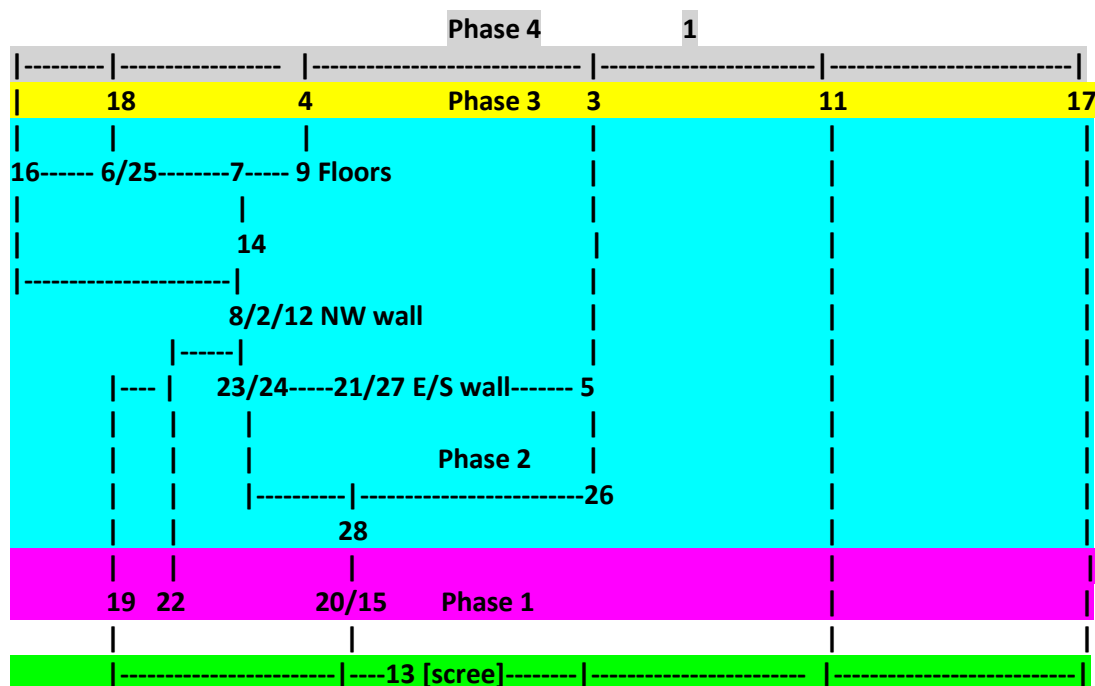 Phase 4 1
|---------|----------------- |---------------------------- |----------------------|-------------------------|
| 18 4 Phase 3 3 11 17
| | | | | |
16------ 6/25--------7----- 9 Floors | | |
| | | | |
| 14 | | |
|----------------------| | | |
8/2/12 NW wall | | |
|------| | | |
|---- | 23/24-----21/27 E/S wall------- 5 | |
| | | | | |
| | | Phase 2 | | |
| | |----------|------------------------26 | |
| | 28 | |
| | | | |
19 22 20/15 Phase 1 | |
| | | |
|-----------------------|----13 [scree]--------|---------------------- |-------------------------|